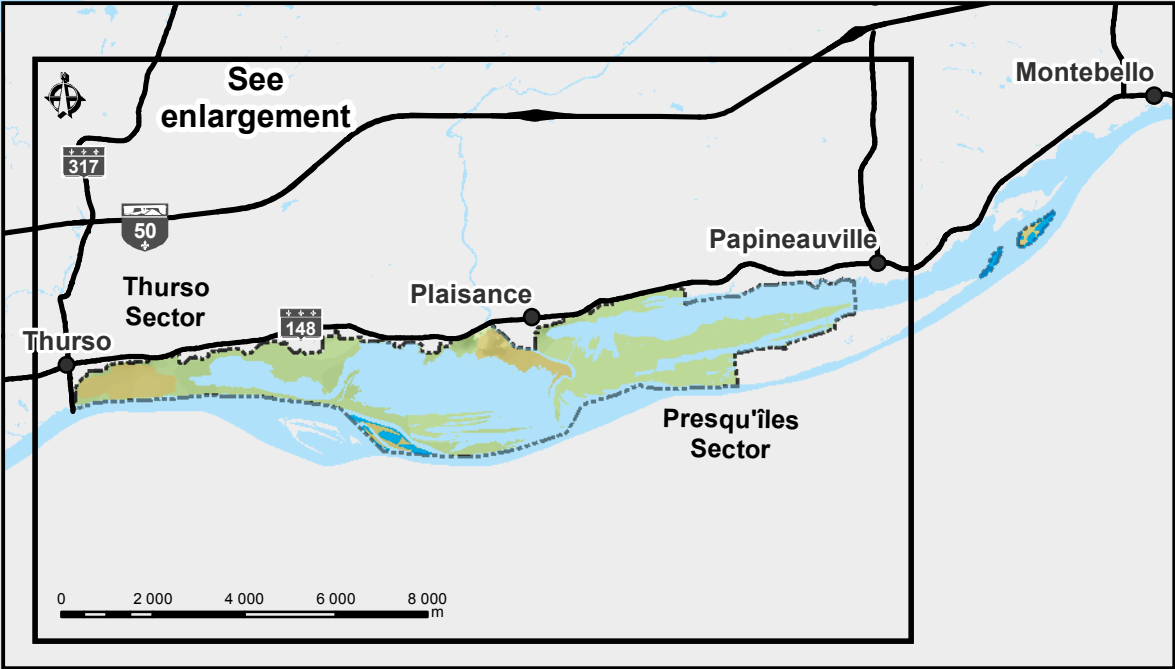 See
enlargement
Montebello
317
50
Papineauville
Thurso
Sector
Plaisance
148
Thurso
Presqu'îles
Sector
0 2 000 4 000 6 000 8 000
m